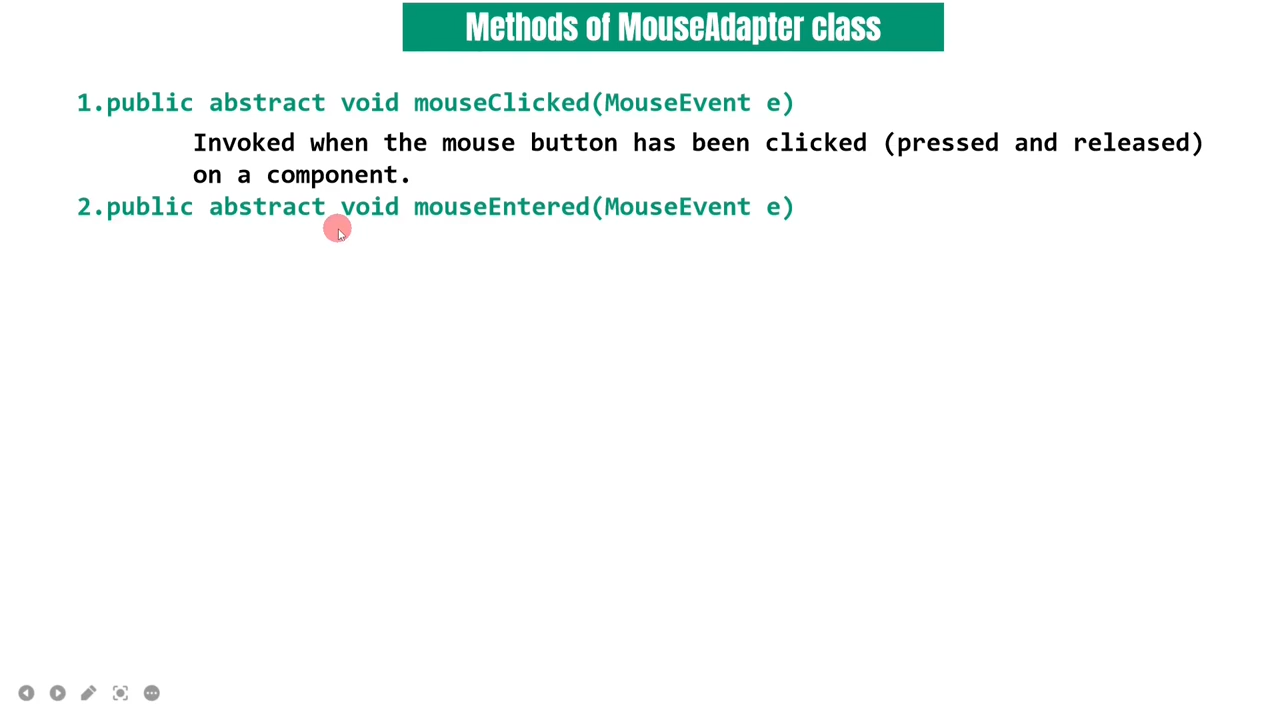 Methods of MouseAdapter class
1.public abstract void mouseClicked(MouseEvent e)
Invoked when the mouse button has been clicked (pressed and released)
on a component.
2.public abstract void mouseEntered(MouseEvent e)